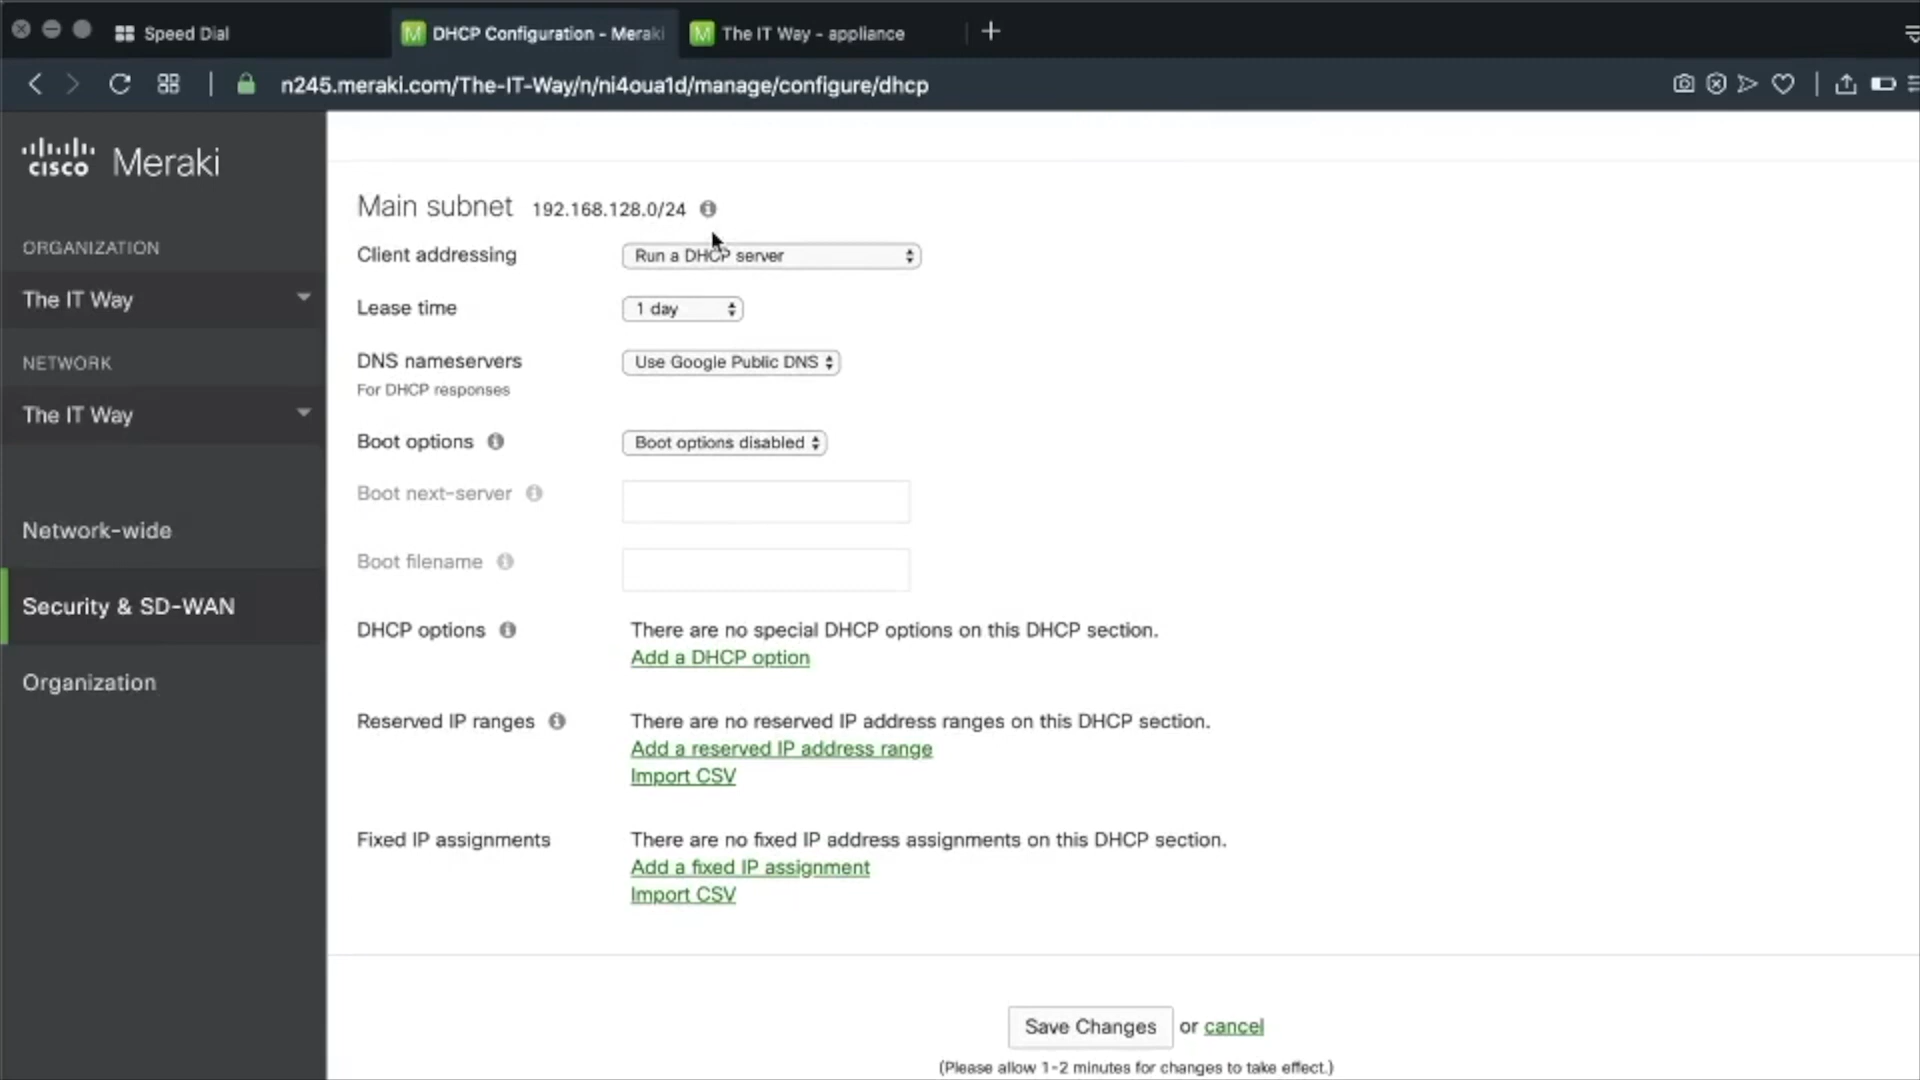 Speed Dial
DHCP Configuration - Meraki
The IT Way - appliance
n245.meraki.com/The-IT-Way/n/ni4oua1d/manage/configure/dhcp
cisco Meraki
ORGANIZATION
The IT Way
NETWORK
The IT Way
Network-wide
Security & SD-WAN
Organization
Main subnet 192.168.128.0/24
Client addressing Run a DHCP server
Lease time 1 day
DNS nameservers Use Google Public DNS
For DHCP responses
Boot options Boot options disabled
Boot next-server
Boot filename
DHCP options There are no special DHCP options on this DHCP section.
Add a DHCP option
Reserved IP ranges There are no reserved IP address ranges on this DHCP section.
Add a reserved IP address range
Import CSV
Fixed IP assignments There are no fixed IP address assignments on this DHCP section.
Add a fixed IP assignment
Import CSV
Save Changes or cancel
(Please allow 1-2 minutes for changes to take effect.)